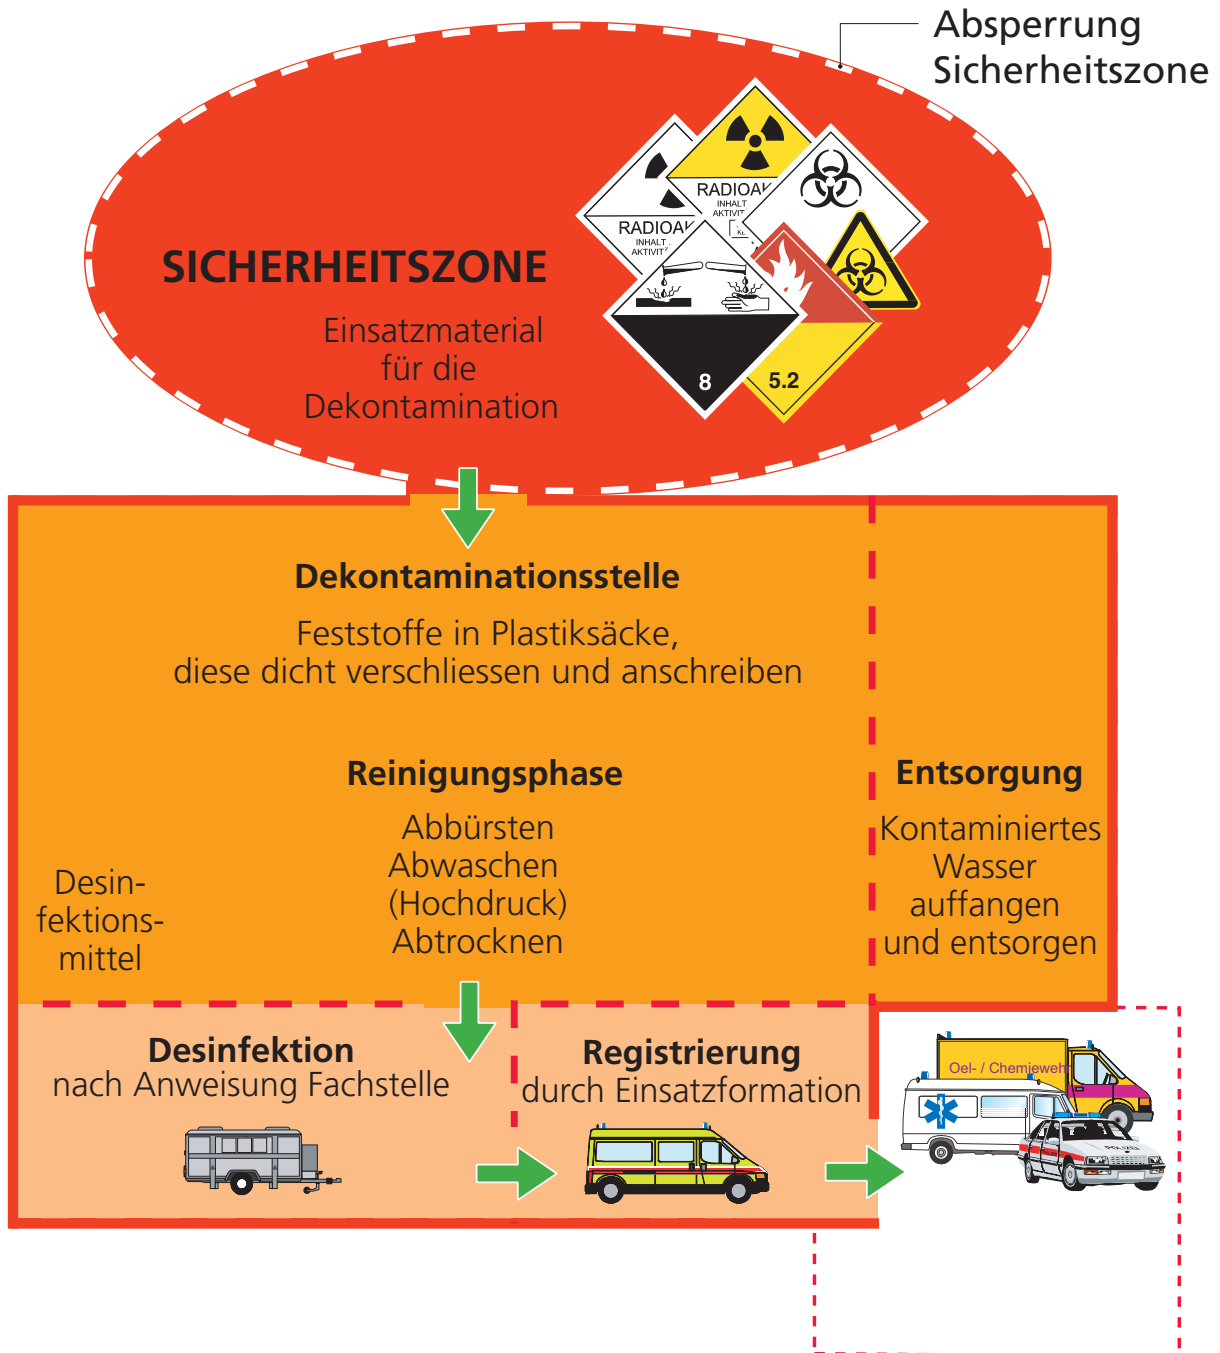 Absperrung
Sicherheitszone
RADIOAK
INHALT
AKTIVIT
RADIOAK
INHALT
AKTIVIT
SICHERHEITSZONE
Einsatzmaterial
für die
Dekontamination
8
5.2
Dekontaminationsstelle
Feststoffe in Plastiksäcke,
diese dicht verschliessen und anschreiben
Reinigungsphase
Abbürsten
Abwaschen
(Hochdruck)
Abtrocknen
Desin-
fektions-
mittel
Entsorgung
Kontaminiertes
Wasser
auffangen
und entsorgen
Desinfektion
nach Anweisung Fachstelle
Registrierung
durch Einsatzformation
Oel- / Chemiewehr
POLIZEI